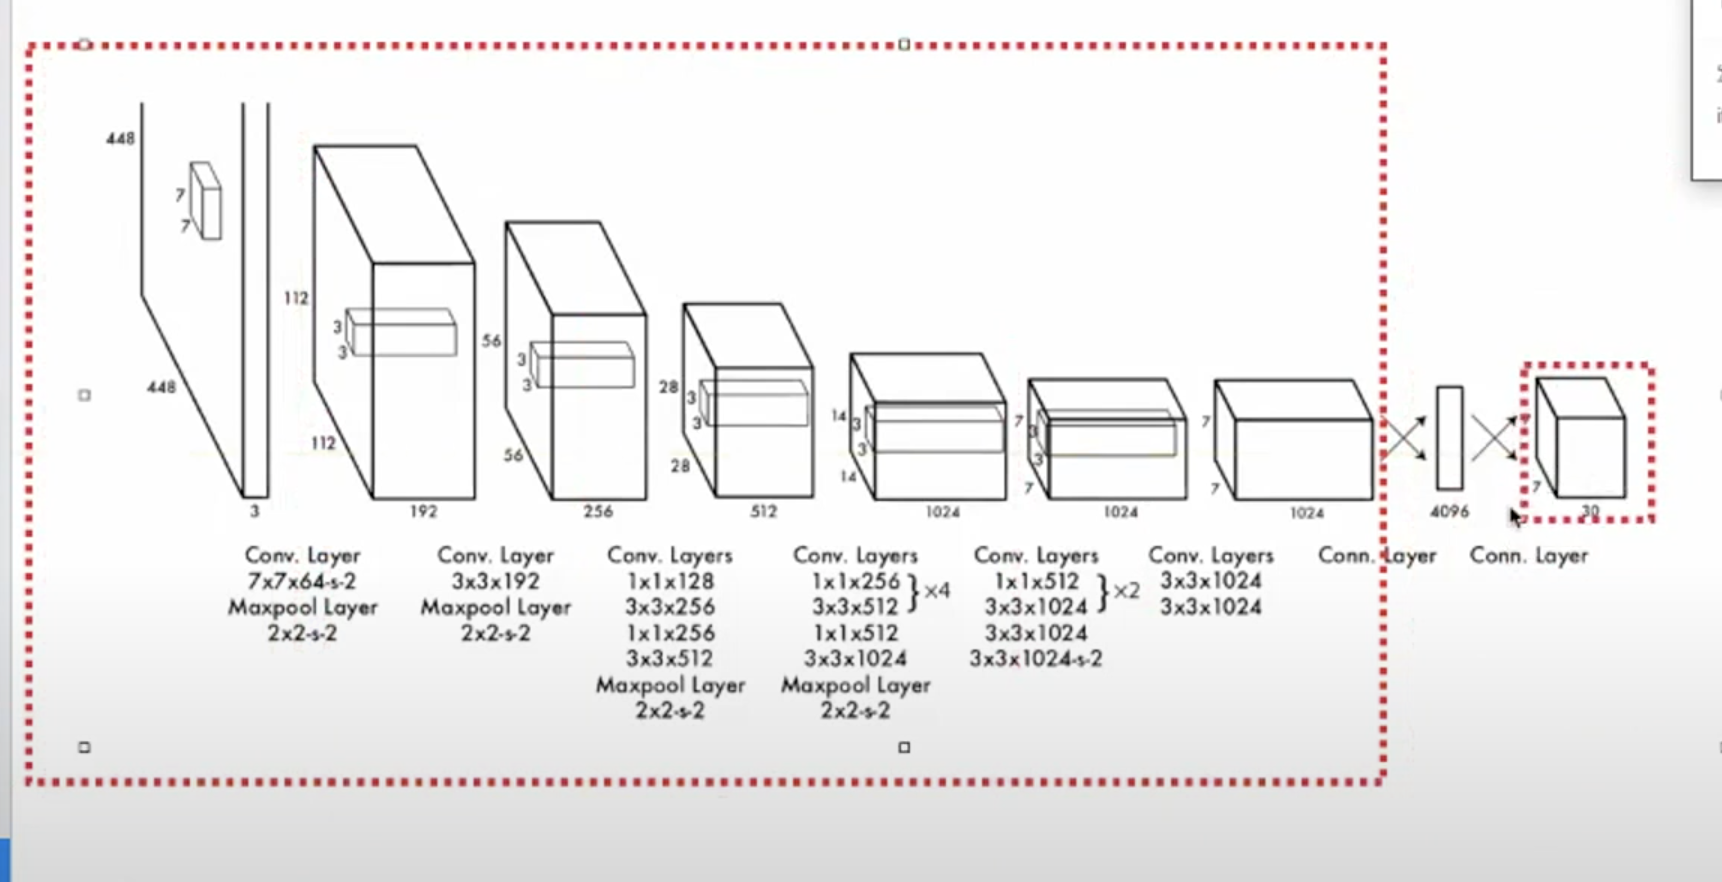 448
7
7
448
3
112
3
3
112
192
56
3
3
56
256
28
3
3
28
512
14
3
3
14
1024
7
3
3
7
1024
7
7
1024
4096
7
30
Conv. Layer
7x7x64-s-2
Maxpool Layer
2x2-s-2
Conv. Layer
3x3x192
Maxpool Layer
2x2-s-2
Conv. Layers
1x1x128
3x3x256
1x1x256
3x3x512
Maxpool Layer
2x2-s-2
Conv. Layers
1x1x256
3x3x512
}×4
1x1x512
3x3x1024
Maxpool Layer
2x2-s-2
Conv. Layers
1x1x512
3x3x1024
}×2
3x3x1024
3x3x1024-s-2
Conv. Layers
3x3x1024
3x3x1024
Conn. Layer
Conn. Layer